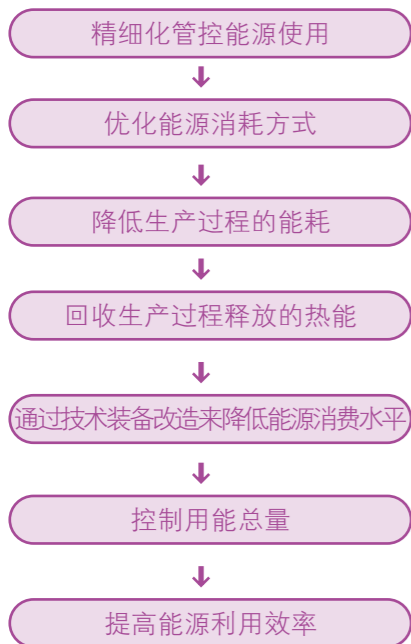 精细化管控能源使用
优化能源消耗方式
降低生产过程的能耗
回收生产过程释放的热能
通过技术装备改造来降低能源消费水平
控制用能总量
提高能源利用效率